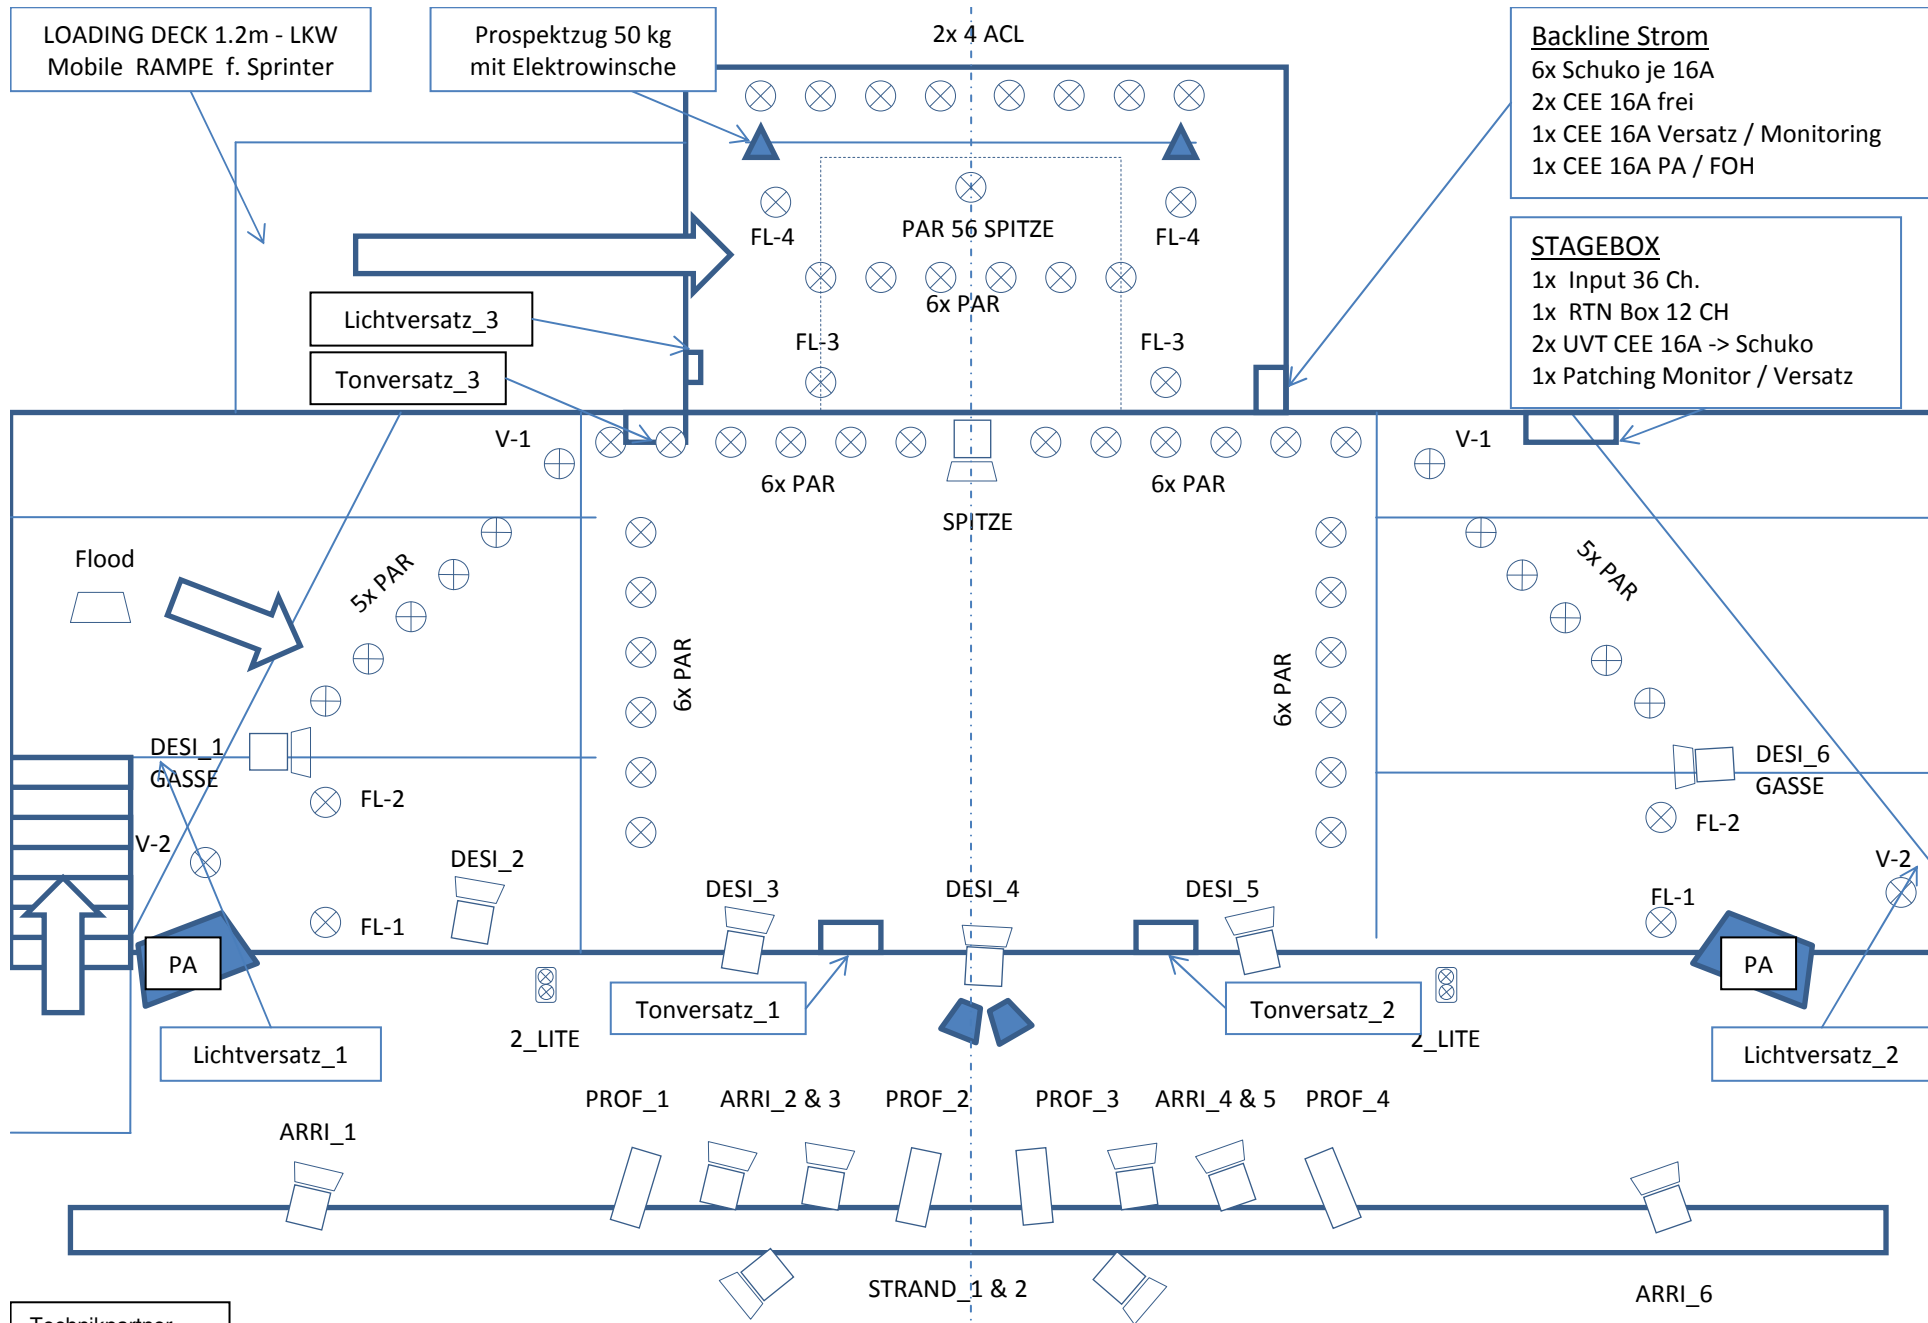 LOADING DECK 1.2m - LKW
Mobile RAMPE f. Sprinter
Prospektzug 50 kg
mit Elektrowinsche
2x 4 ACL
Backline Strom
6x Schuko je 16A
2x CEE 16A frei
1x CEE 16A Versatz / Monitoring
1x CEE 16A PA / FOH
STAGEBOX
1x Input 36 Ch.
1x RTN Box 12 CH
2x UVT CEE 16A -> Schuko
1x Patching Monitor / Versatz
FL-4
PAR 56 SPITZE
FL-4
6x PAR
Lichtversatz_3
Tonversatz_3
FL-3
FL-3
V-1
V-1
6x PAR
6x PAR
SPITZE
Flood
5x PAR
5x PAR
6x PAR
6x PAR
DESI_1
GASSE
DESI_6
GASSE
FL-2
FL-2
V-2
V-2
DESI_2
DESI_3
DESI_4
DESI_5
FL-1
FL-1
PA
PA
Tonversatz_1
Tonversatz_2
2_LITE
2_LITE
Lichtversatz_1
Lichtversatz_2
PROF_1
ARRI_2 & 3
PROF_2
PROF_3
ARRI_4 & 5
PROF_4
ARRI_1
STRAND_1 & 2
ARRI_6
Technikpartner